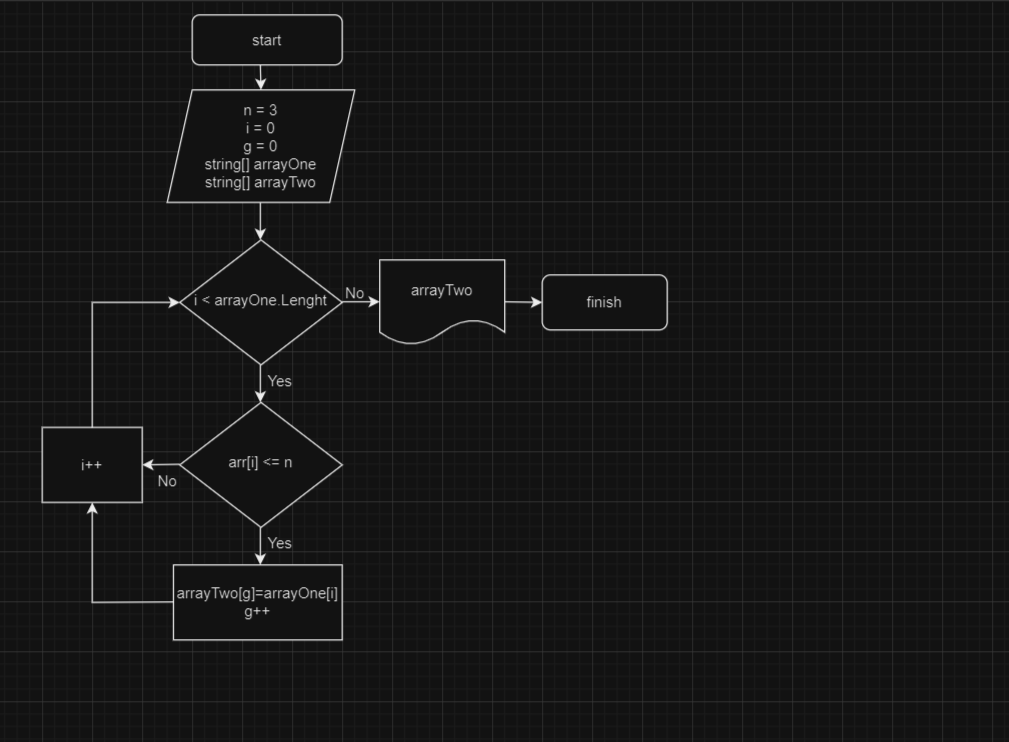 start
n = 3
i = 0
g = 0
string[] arrayOne
string[] arrayTwo
i < arrayOne.Lenght
No
arrayTwo
finish
Yes
arr[i] <= n
No
i++
Yes
arrayTwo[g]=arrayOne[i]
g++